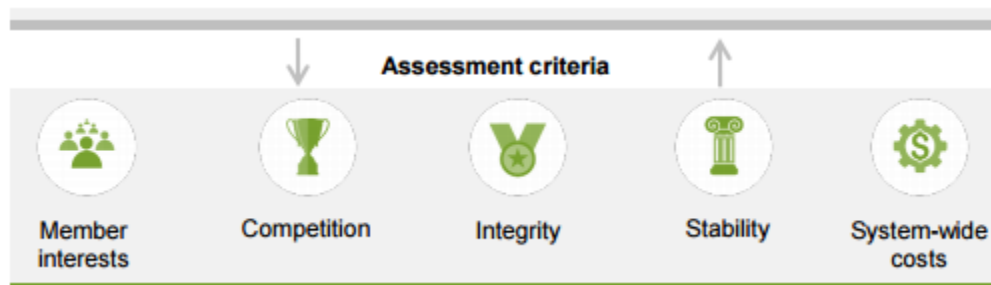 Assessment criteria
Member
interests
Competition
Integrity
Stability
System-wide
costs